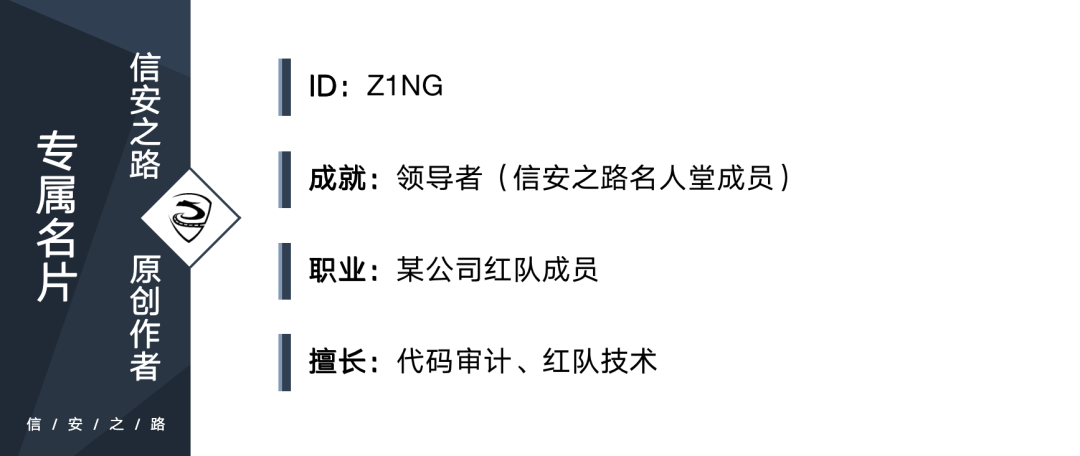 专属名片
信安之路 原创作者
信/安/之/路
ID：Z1NG
成就：领导者（信安之路名人堂成员）
职业：某公司红队成员
擅长：代码审计、红队技术